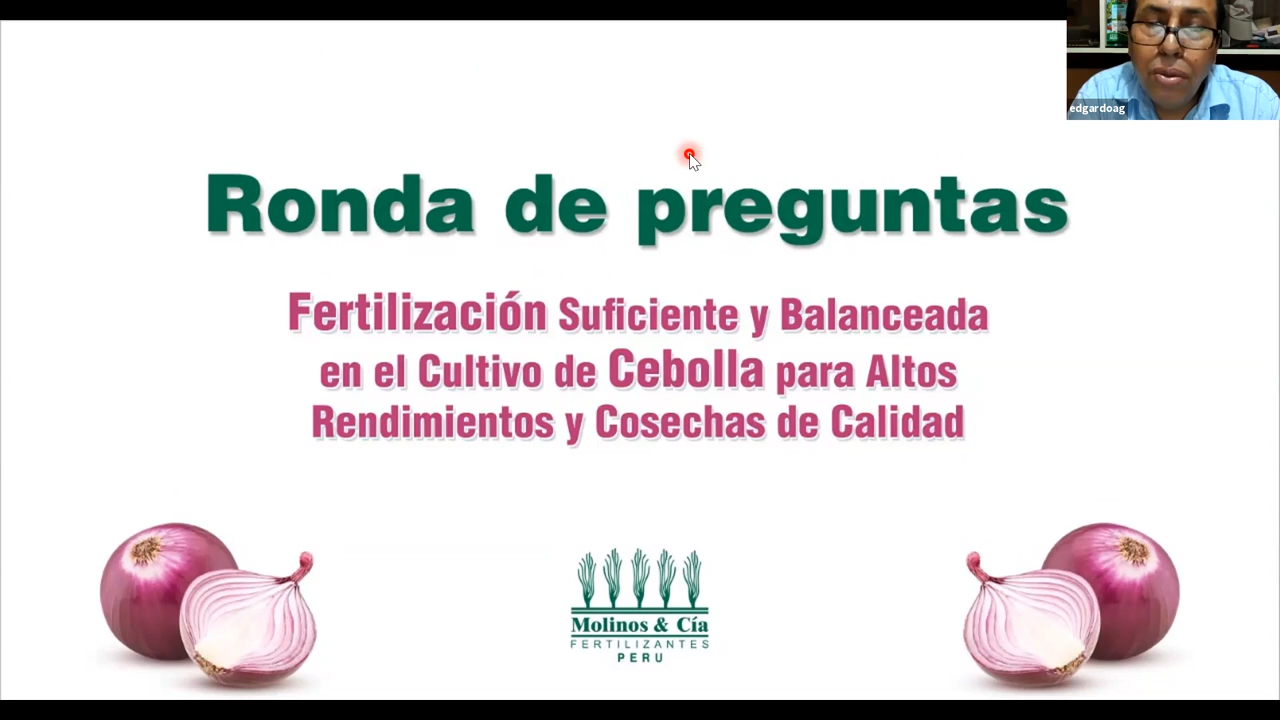 edgardoag
Ronda de preguntas
Fertilización Suficiente y Balanceada
en el Cultivo de Cebolla para Altos
Rendimientos y Cosechas de Calidad
Molinos & Cía
FERTILIZANTES
PERU